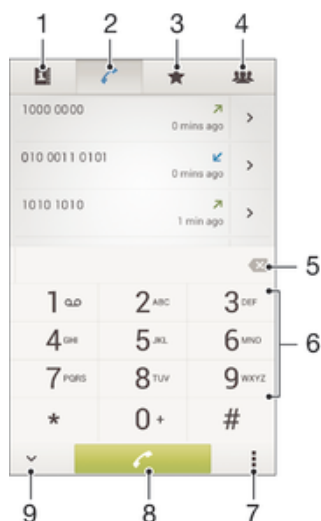 1 2 3 4
1000 0000
0 mins ago
010 0011 0101
0 mins ago
1010 1010
1 min ago
5
1 2 ABC 3 DEF
4 GHI 5 JKL 6 MNO
6
7 PQRS 8 TUV 9 WXYZ
* 0 + #
9 8 7